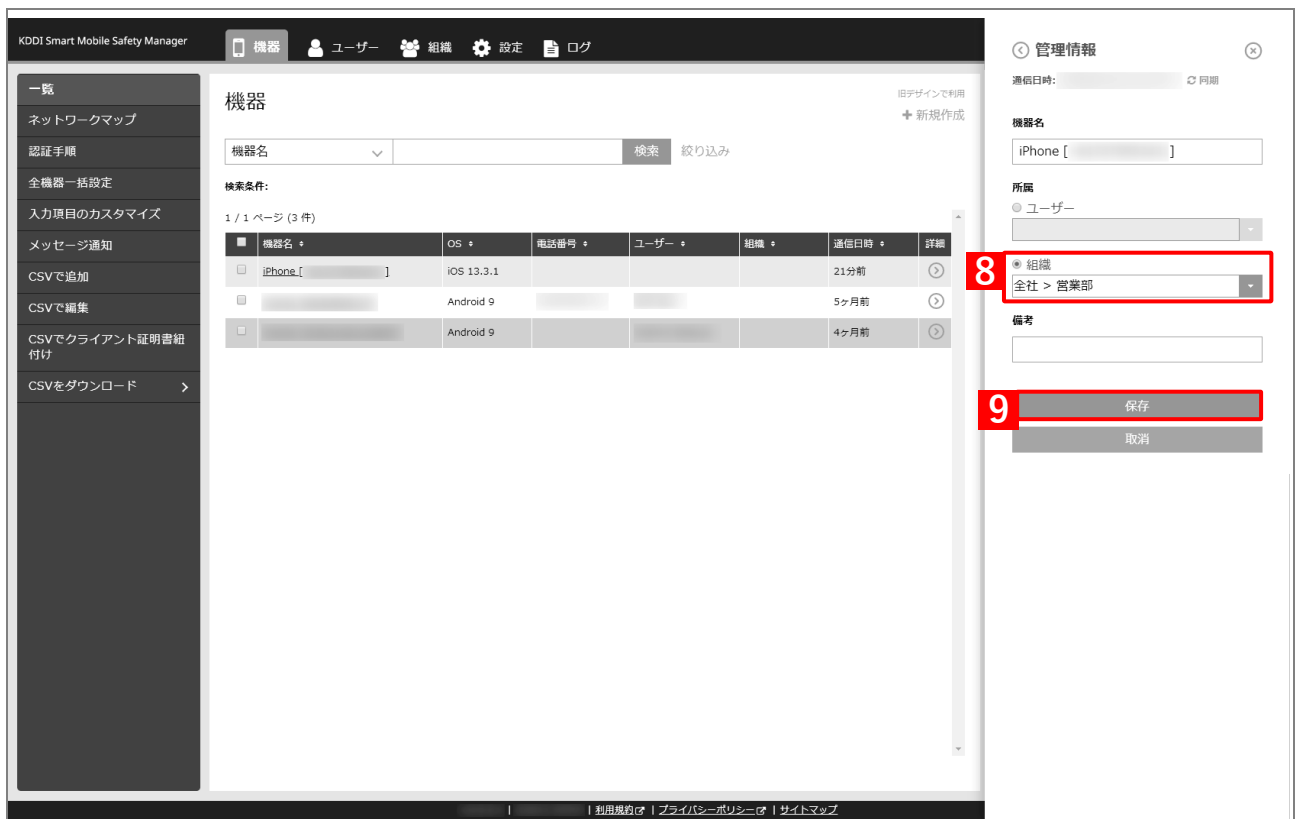 KDDI Smart Mobile Safety Manager
機器
ユーザー
組織
設定
ログ
一覧
ネットワークマップ
認証手順
全機器一括設定
入力項目のカスタマイズ
メッセージ通知
CSVで追加
CSVで編集
CSVでクライアント証明書紐
付け
CSVをダウンロード
機器
旧デザインで利用
+ 新規作成
機器名 検索 絞り込み
検索条件:
1 / 1 ページ (3 件)
機器名 OS 電話番号 ユーザー 組織 通信日時 詳細
iPhone [ ] iOS 13.3.1 21分前
Android 9 5ヶ月前
Android 9 4ヶ月前
管理情報
通信日時: 同期
機器名
iPhone [ ]
所属
ユーザー
8
組織
全社 > 営業部
備考
9
保存
取消
| | 利用規約 | プライバシーポリシー | サイトマップ